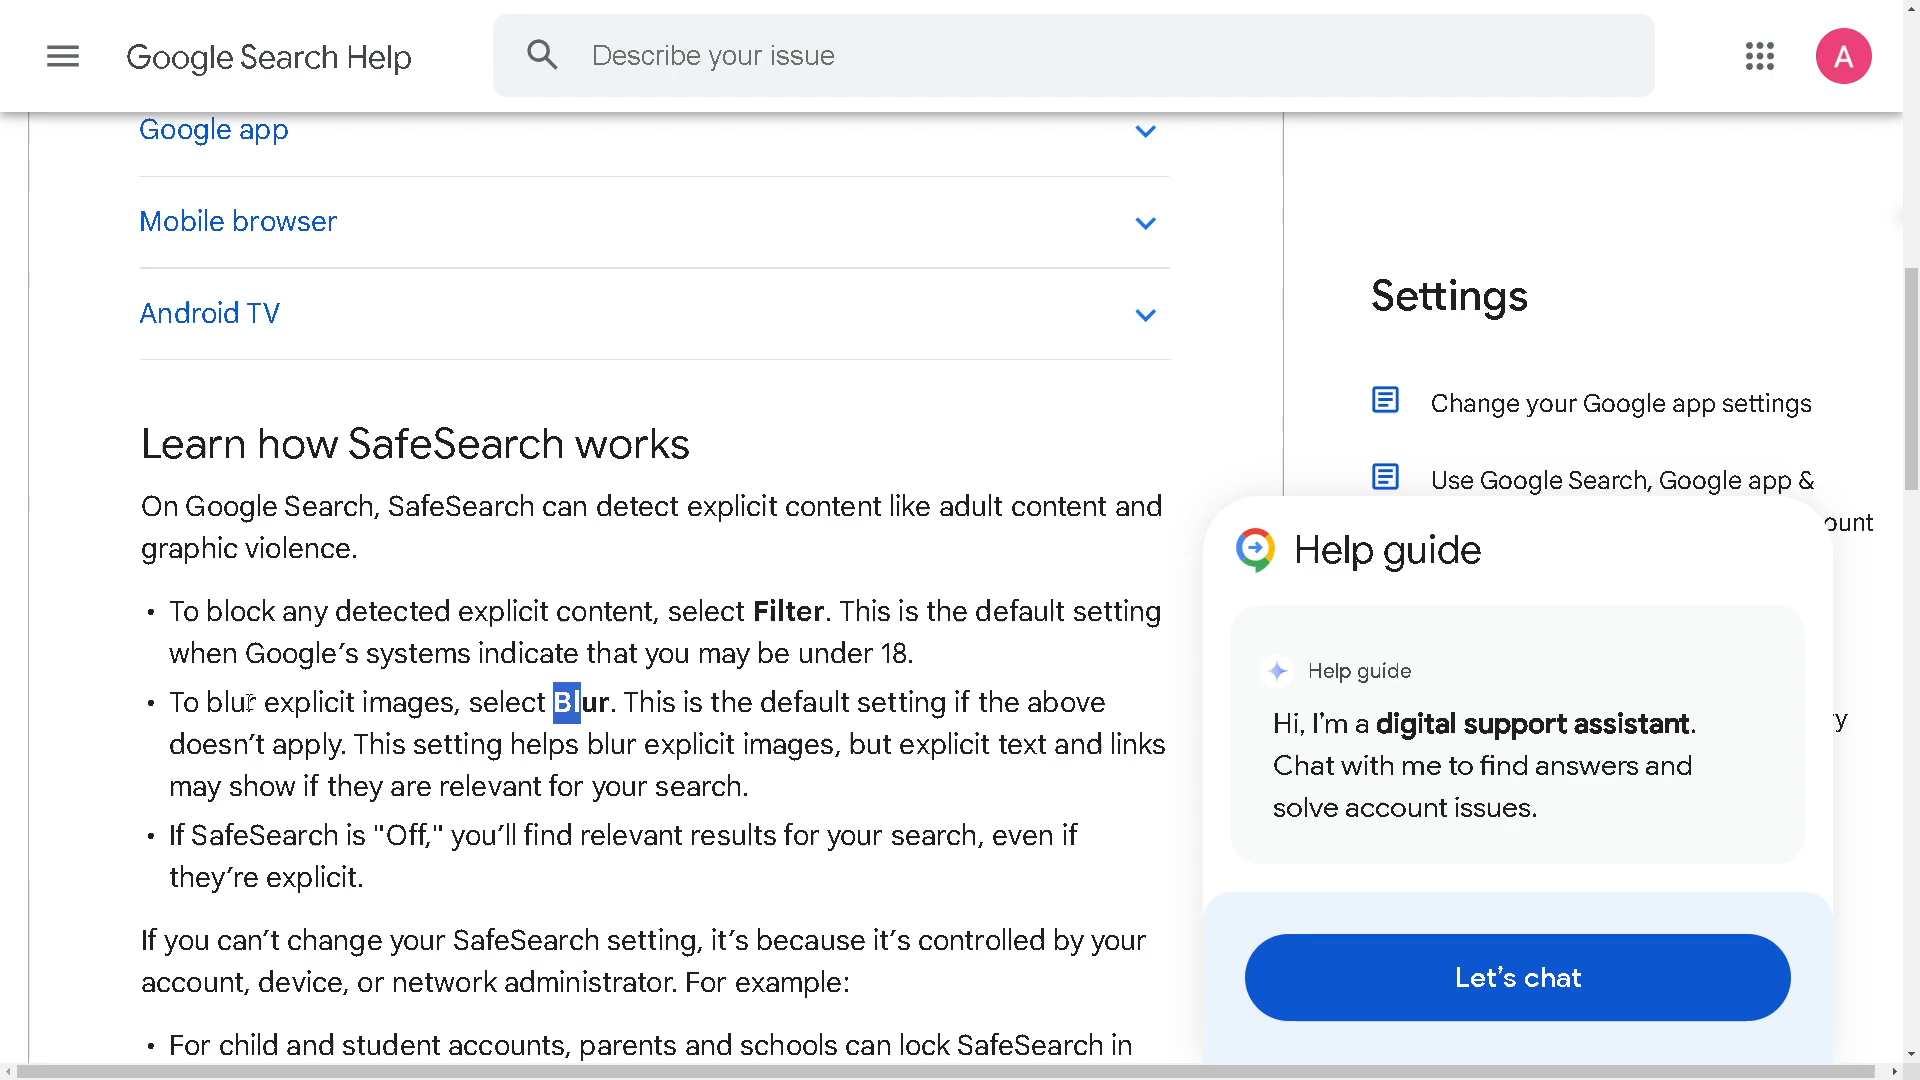 Google Search Help
Describe your issue
A
Google app
Mobile browser
Android TV
Learn how SafeSearch works
On Google Search, SafeSearch can detect explicit content like adult content and
graphic violence.
• To block any detected explicit content, select Filter. This is the default setting
when Google's systems indicate that you may be under 18.
• To blur explicit images, select Blur. This is the default setting if the above
doesn't apply. This setting helps blur explicit images, but explicit text and links
may show if they are relevant for your search.
• If SafeSearch is "Off," you'll find relevant results for your search, even if
they're explicit.
If you can't change your SafeSearch setting, it's because it's controlled by your
account, device, or network administrator. For example:
• For child and student accounts, parents and schools can lock SafeSearch in
Settings
Change your Google app settings
Use Google Search, Google app &
Help guide
Help guide
Hi, I'm a digital support assistant.
Chat with me to find answers and
solve account issues.
Let's chat